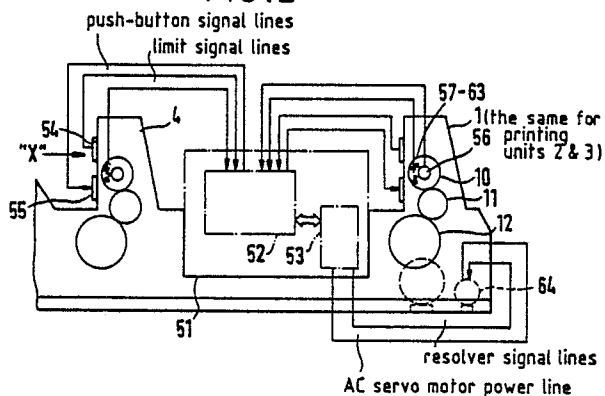 push-button signal lines
limit signal lines
54
4
57-63
1(the same for
printing
units 2 & 3)
56
"X"
10
11
55
12
52
53
64
51
resolver signal lines
AC servo motor power line